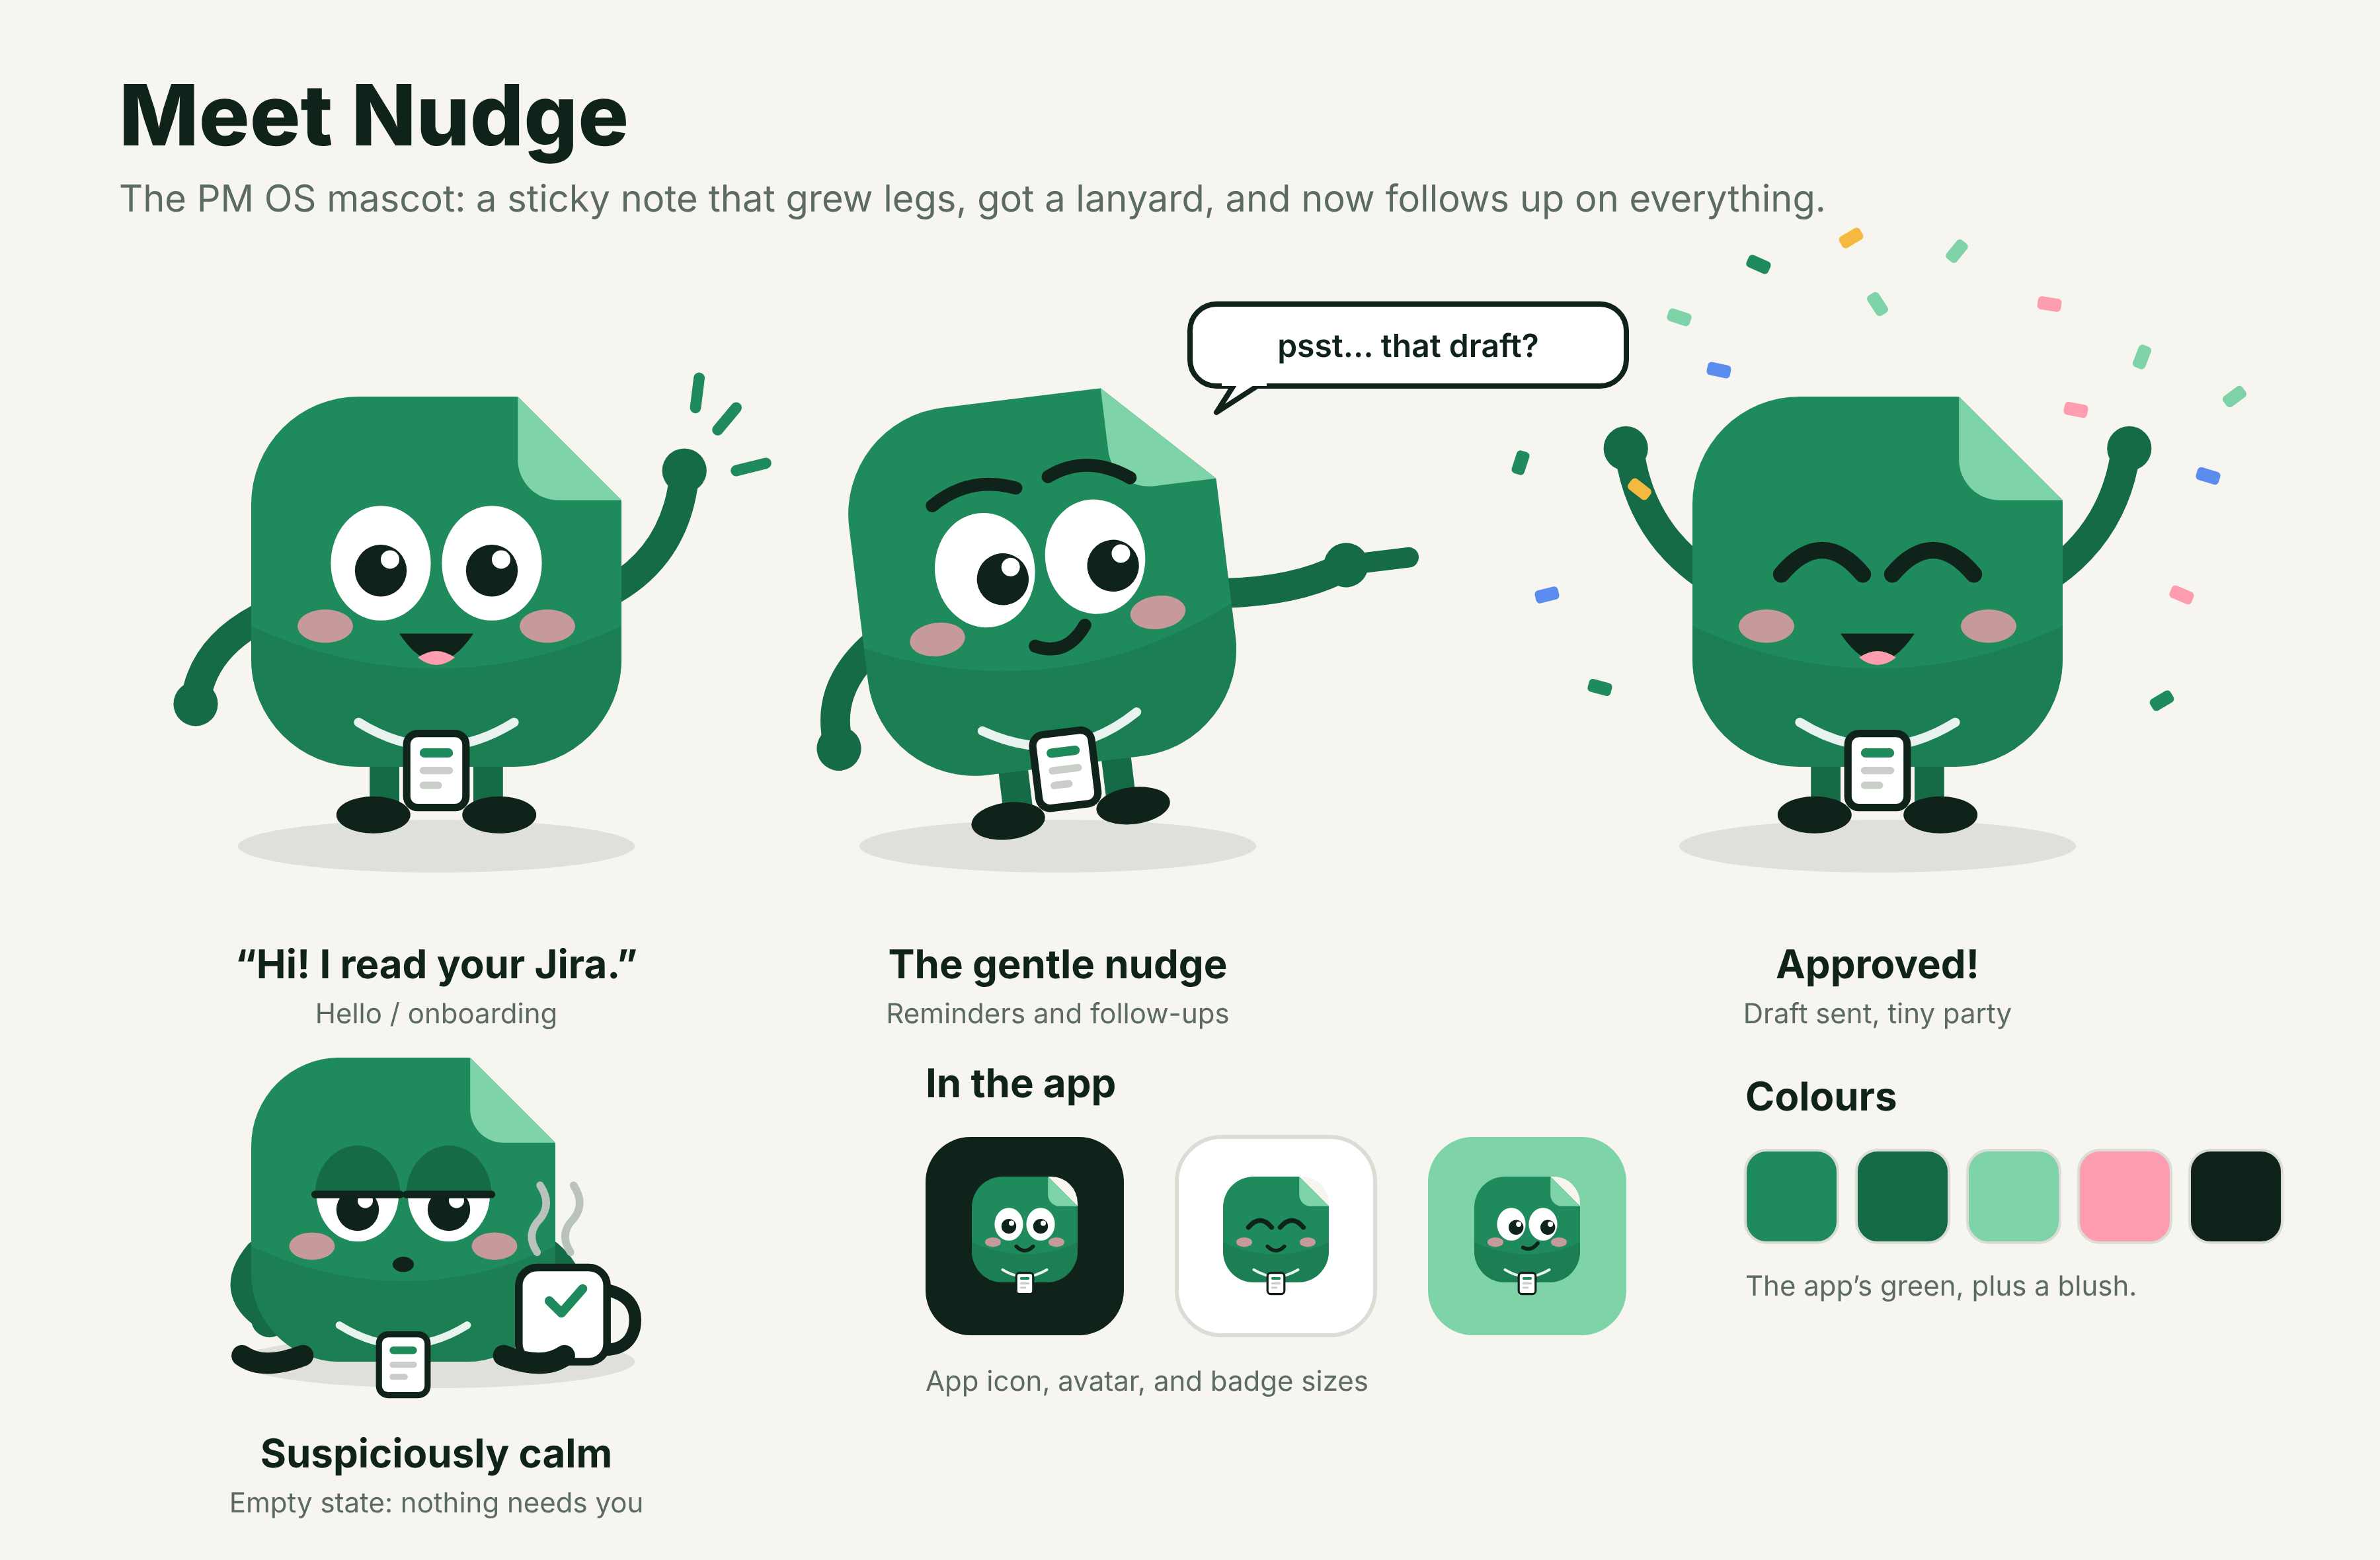 Meet Nudge
The PM OS mascot: a sticky note that grew legs, got a lanyard, and now follows up on everything.
psst... that draft?
“Hi! I read your Jira.”
Hello / onboarding
The gentle nudge
Reminders and follow-ups
Approved!
Draft sent, tiny party
In the app
App icon, avatar, and badge sizes
Colours
The app’s green, plus a blush.
Suspiciously calm
Empty state: nothing needs you